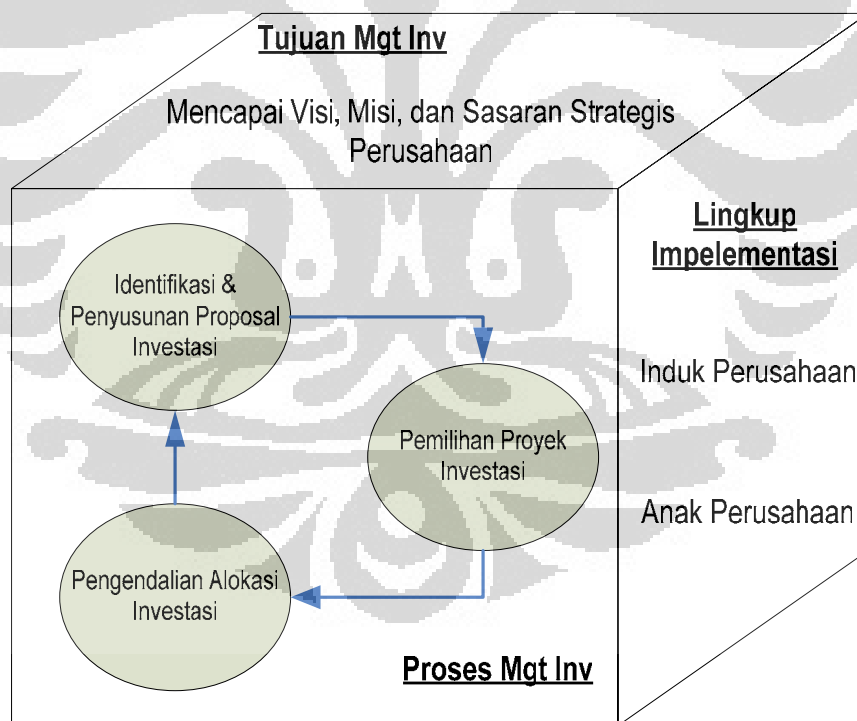 Tujuan Mgt Inv
Mencapai Visi, Misi, dan Sasaran Strategis
Perusahaan
Lingkup
Impelementasi
Induk Perusahaan
Anak Perusahaan
Identifikasi &
Penyusunan Proposal
Investasi
Pemilihan Proyek
Investasi
Pengendalian Alokasi
Investasi
Proses Mgt Inv